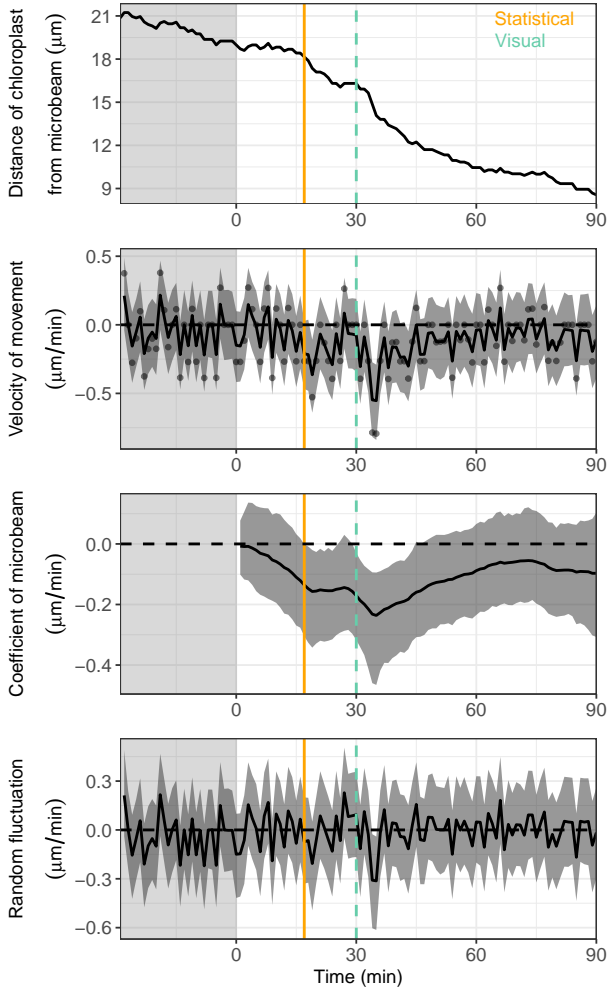 Distance of chloroplast
from microbeam (μm)
21
18
15
12
9
Statistical
Visual
0
30
60
90
Velocity of movement
(μm/min)
0.5
0.0
−0.5
0
30
60
90
Coefficient of microbeam
(μm/min)
0.0
−0.2
−0.4
0
30
60
90
Random fluctuation
(μm/min)
0.3
0.0
−0.3
−0.6
0
30
60
90
Time (min)